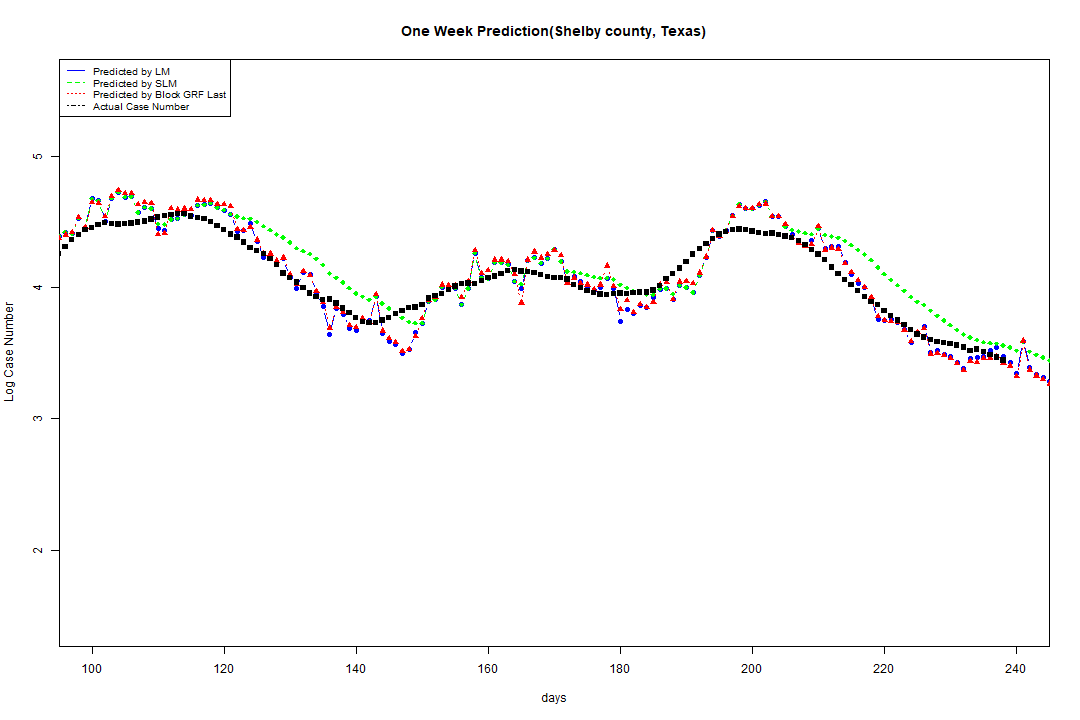 One Week Prediction(Shelby county, Texas)
Predicted by LM
Predicted by SLM
Predicted by Block GRF Last
Actual Case Number
5
4
3
2
Log Case Number
100 120 140 160 180 200 220 240
days